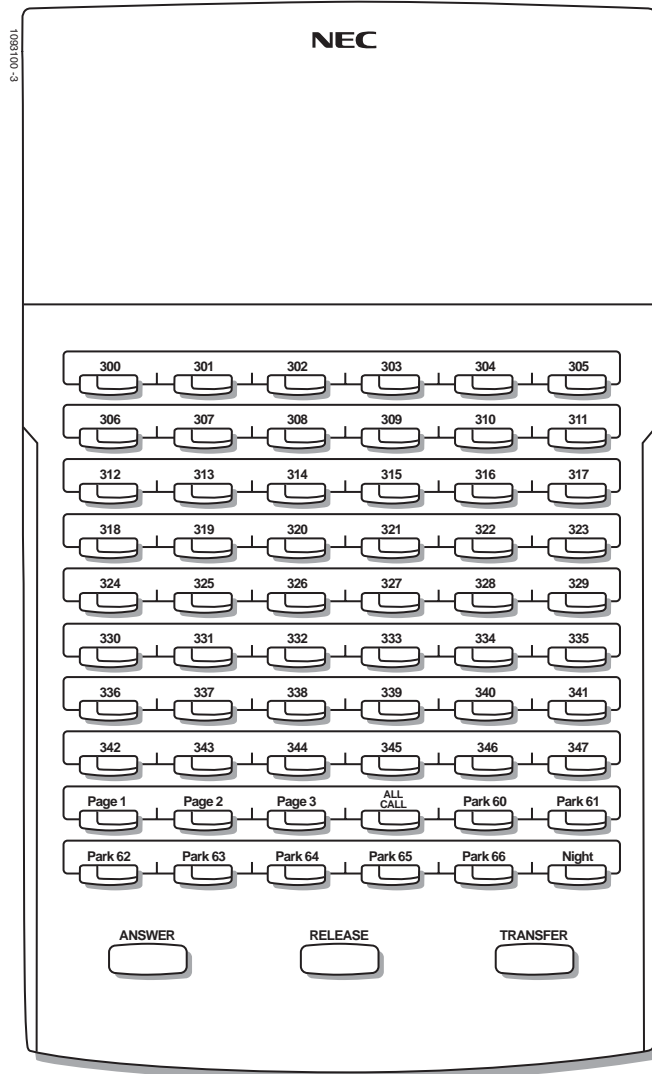 1093100 -3
NEC
300 301 302 303 304 305
306 307 308 309 310 311
312 313 314 315 316 317
318 319 320 321 322 323
324 325 326 327 328 329
330 331 332 333 334 335
336 337 338 339 340 341
342 343 344 345 346 347
Page 1 Page 2 Page 3 ALL CALL Park 60 Park 61
Park 62 Park 63 Park 64 Park 65 Park 66 Night
ANSWER RELEASE TRANSFER